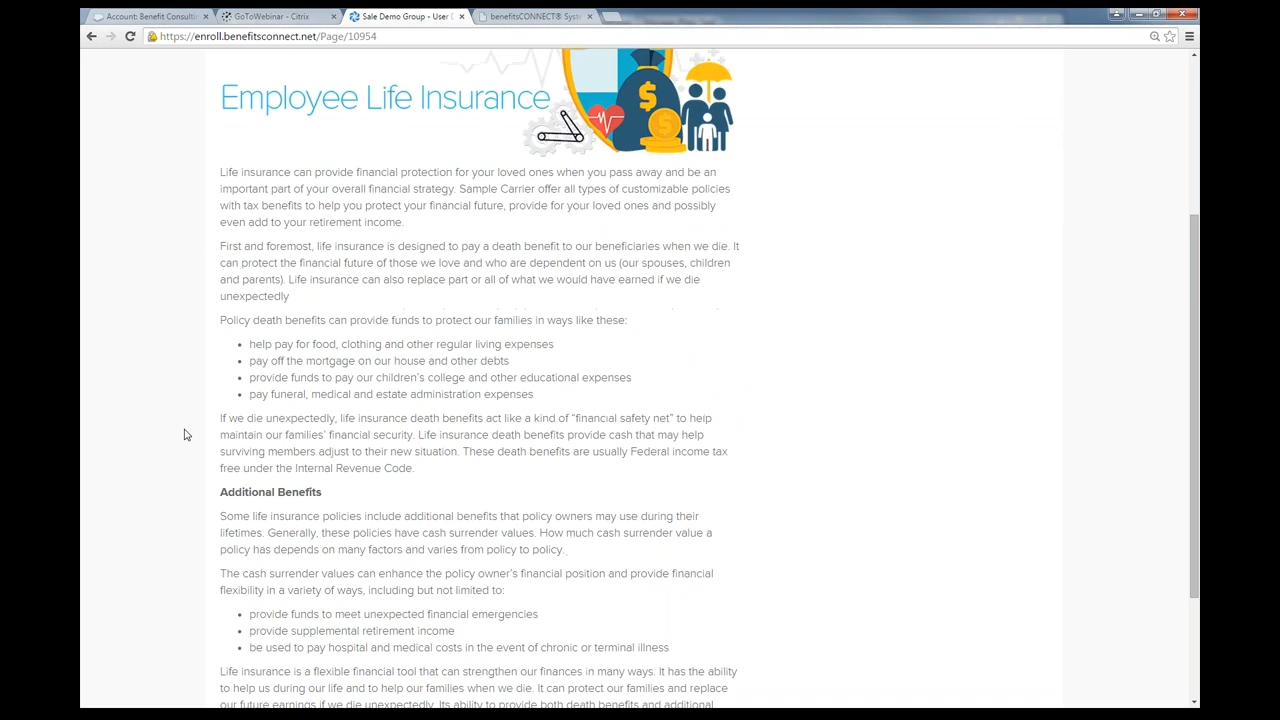 Account: Benefit Consulti
GoToWebinar - Citrix
Sale Demo Group - User D
benefitsCONNECT® Syst
https://enroll.benefitsconnect.net/Page/10954
Employee Life Insurance
$
Life insurance can provide financial protection for your loved ones when you pass away and be an
important part of your overall financial strategy. Sample Carrier offer all types of customizable policies
with tax benefits to help you protect your financial future, provide for your loved ones and possibly
even add to your retirement income.
First and foremost, life insurance is designed to pay a death benefit to our beneficiaries when we die. It
can protect the financial future of those we love and who are dependent on us (our spouses, children
and parents). Life insurance can also replace part or all of what we would have earned if we die
unexpectedly
Policy death benefits can provide funds to protect our families in ways like these:
• help pay for food, clothing and other regular living expenses
• pay off the mortgage on our house and other debts
• provide funds to pay our children's college and other educational expenses
• pay funeral, medical and estate administration expenses
If we die unexpectedly, life insurance death benefits act like a kind of “financial safety net” to help
maintain our families’ financial security. Life insurance death benefits provide cash that may help
surviving members adjust to their new situation. These death benefits are usually Federal income tax
free under the Internal Revenue Code.
Additional Benefits
Some life insurance policies include additional benefits that policy owners may use during their
lifetimes. Generally, these policies have cash surrender values. How much cash surrender value a
policy has depends on many factors and varies from policy to policy.
The cash surrender values can enhance the policy owner's financial position and provide financial
flexibility in a variety of ways, including but not limited to:
• provide funds to meet unexpected financial emergencies
• provide supplemental retirement income
• be used to pay hospital and medical costs in the event of chronic or terminal illness
Life insurance is a flexible financial tool that can strengthen our finances in many ways. It has the ability
to help us during our life and to help our families when we die. It can protect our families and replace
our future earnings if we die unexpectedly. Its ability to provide both death benefits and additional